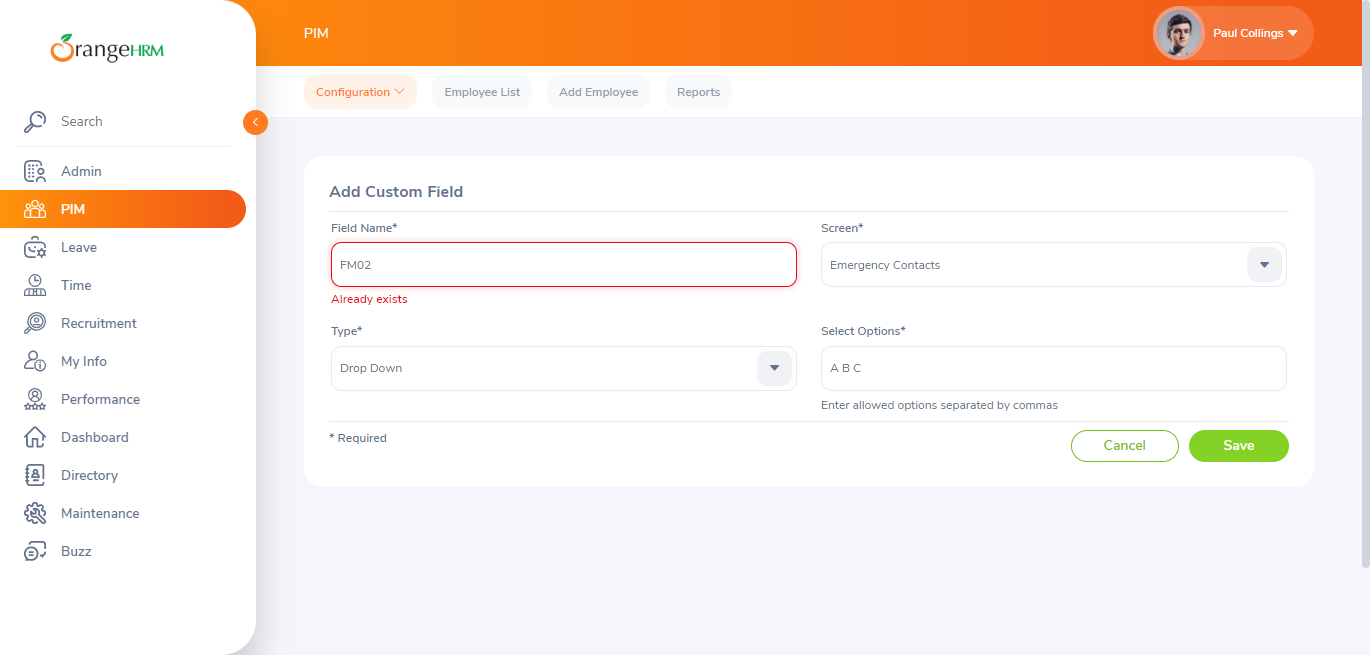 OrangeHRM
PIM
Paul Collings
Configuration
Employee List
Add Employee
Reports
Search
Admin
PIM
Leave
Time
Recruitment
My Info
Performance
Dashboard
Directory
Maintenance
Buzz
Add Custom Field
Field Name*
Screen*
FM02
Emergency Contacts
Already exists
Type*
Select Options*
Drop Down
A B C
Enter allowed options separated by commas
* Required
Cancel
Save